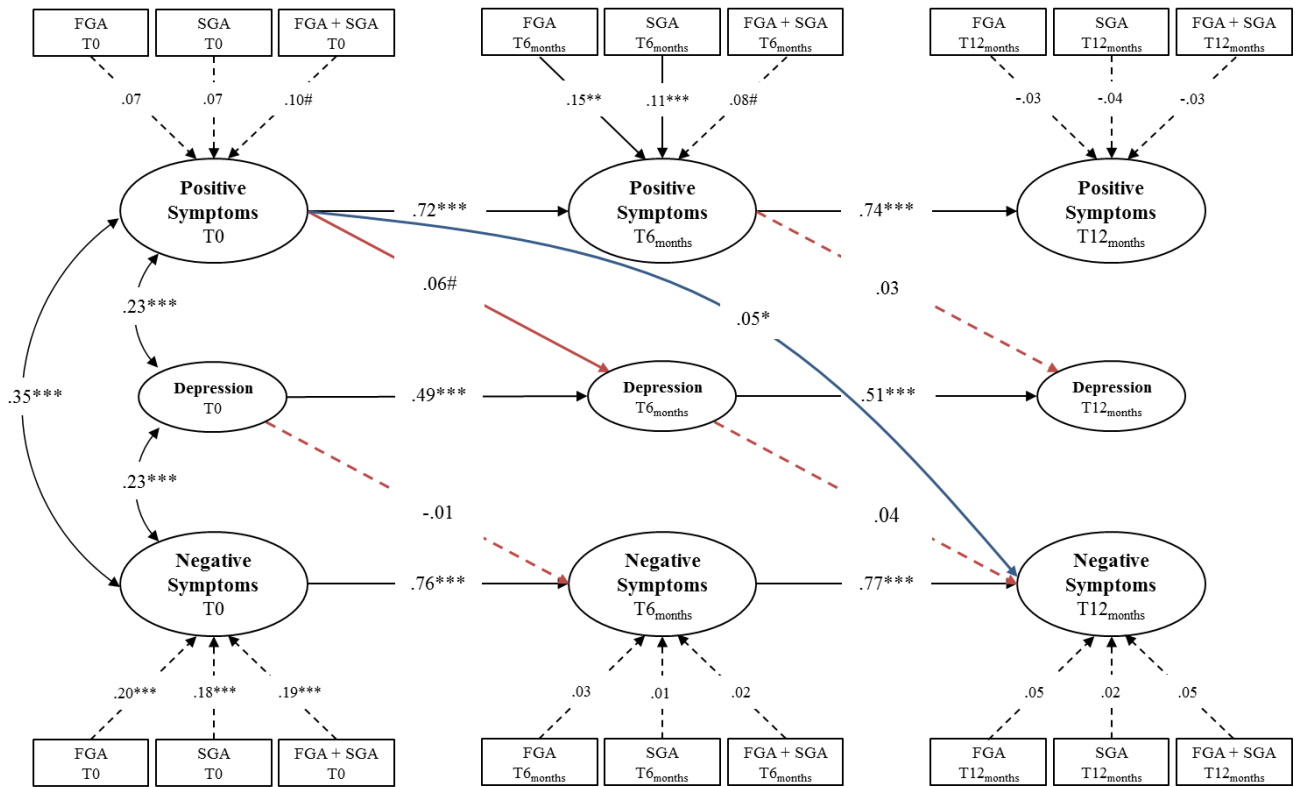 FGA
T0
SGA
T0
FGA + SGA
T0
FGA
T6months
SGA
T6months
FGA + SGA
T6months
FGA
T12months
SGA
T12months
FGA + SGA
T12months
.07
.07
.10#
.15**
.11***
.08#
-.03
-.04
-.03
Positive
Symptoms
T0
.72***
Positive
Symptoms
T6months
.74***
Positive
Symptoms
T12months
.23***
.06#
.05*
.03
.35***
Depression
T0
.49***
Depression
T6months
.51***
Depression
T12months
.23***
-.01
.04
Negative
Symptoms
T0
.76***
Negative
Symptoms
T6months
.77***
Negative
Symptoms
T12months
.20***
.18***
.19***
.03
.01
.02
.05
.02
.05
FGA
T0
SGA
T0
FGA + SGA
T0
FGA
T6months
SGA
T6months
FGA + SGA
T6months
FGA
T12months
SGA
T12months
FGA + SGA
T12months